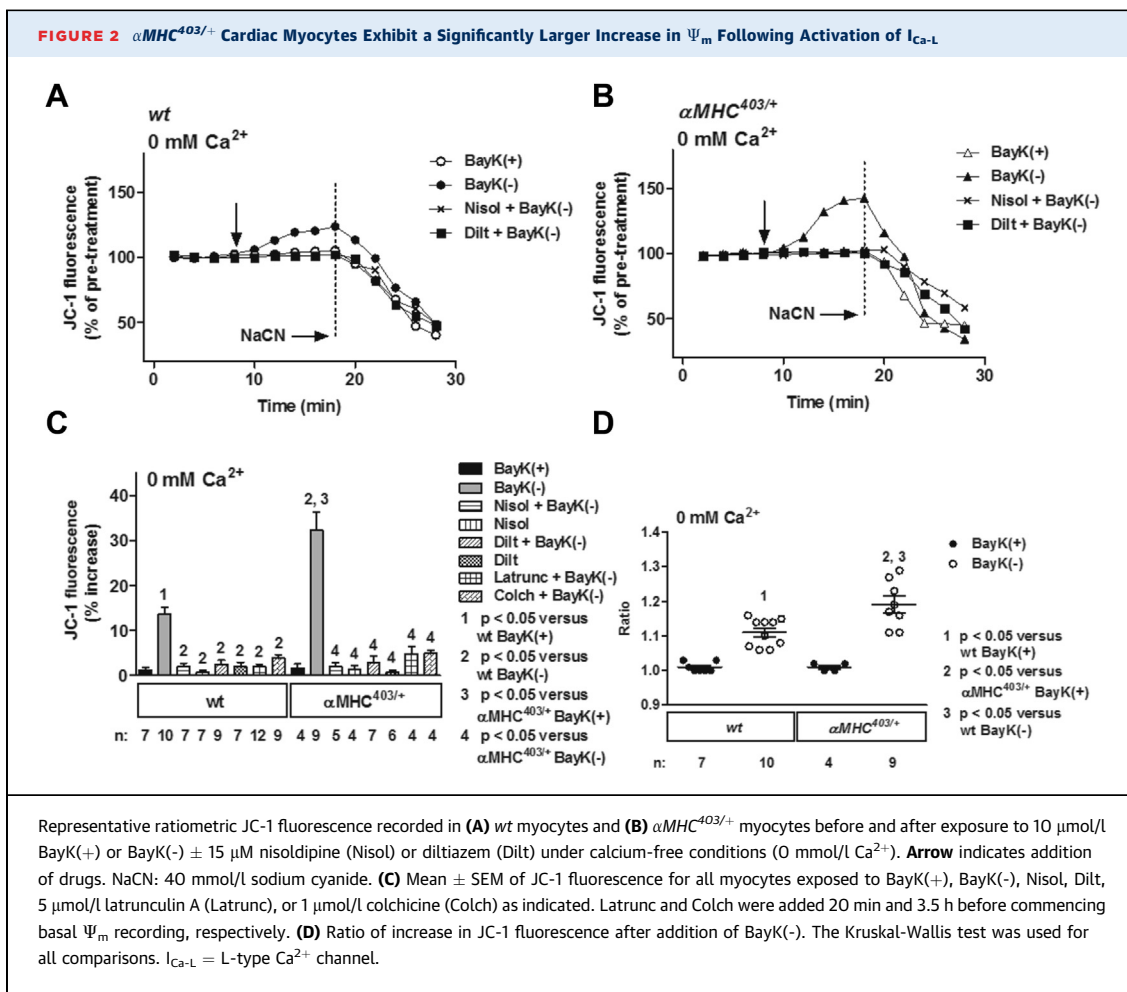 FIGURE 2 αMHC403/+ Cardiac Myocytes Exhibit a Significantly Larger Increase in Ψm Following Activation of ICa-L
A
wt
0 mM Ca2+
JC-1 fluorescence
(% of pre-treatment)
150
100
50
NaCN
0 10 20 30
Time (min)
BayK(+)
BayK(-)
Nisol + BayK(-)
Dilt + BayK(-)
B
αMHC403/+
0 mM Ca2+
JC-1 fluorescence
(% of pre-treatment)
150
100
50
NaCN
0 10 20 30
Time (min)
BayK(+)
BayK(-)
Nisol + BayK(-)
Dilt + BayK(-)
C
0 mM Ca2+
JC-1 fluorescence
(% increase)
40
30
20
10
0
1 2 2 2 2 2 2 2, 3 4 4 4 4 4 4
wt αMHC403/+
n: 7 10 7 7 9 7 12 9 4 9 5 4 7 6 4 4
BayK(+)
BayK(-)
Nisol + BayK(-)
Nisol
Dilt + BayK(-)
Dilt
Latrunc + BayK(-)
Colch + BayK(-)
1 p < 0.05 versus
wt BayK(+)
2 p < 0.05 versus
wt BayK(-)
3 p < 0.05 versus
αMHC403/+ BayK(+)
4 p < 0.05 versus
αMHC403/+ BayK(-)
D
0 mM Ca2+
Ratio
1.4
1.3
1.2
1.1
1.0
0.9
1 2, 3
wt αMHC403/+
n: 7 10 4 9
BayK(+)
BayK(-)
1 p < 0.05 versus
wt BayK(+)
2 p < 0.05 versus
αMHC403/+ BayK(+)
3 p < 0.05 versus
wt BayK(-)
Representative ratiometric JC-1 fluorescence recorded in (A) wt myocytes and (B) αMHC403/+ myocytes before and after exposure to 10 μmol/l
BayK(+) or BayK(-) ± 15 μM nisoldipine (Nisol) or diltiazem (Dilt) under calcium-free conditions (0 mmol/l Ca2+). Arrow indicates addition
of drugs. NaCN: 40 mmol/l sodium cyanide. (C) Mean ± SEM of JC-1 fluorescence for all myocytes exposed to BayK(+), BayK(-), Nisol, Dilt,
5 μmol/l latrunculin A (Latrunc), or 1 μmol/l colchicine (Colch) as indicated. Latrunc and Colch were added 20 min and 3.5 h before commencing
basal Ψm recording, respectively. (D) Ratio of increase in JC-1 fluorescence after addition of BayK(-). The Kruskal-Wallis test was used for
all comparisons. ICa-L = L-type Ca2+ channel.